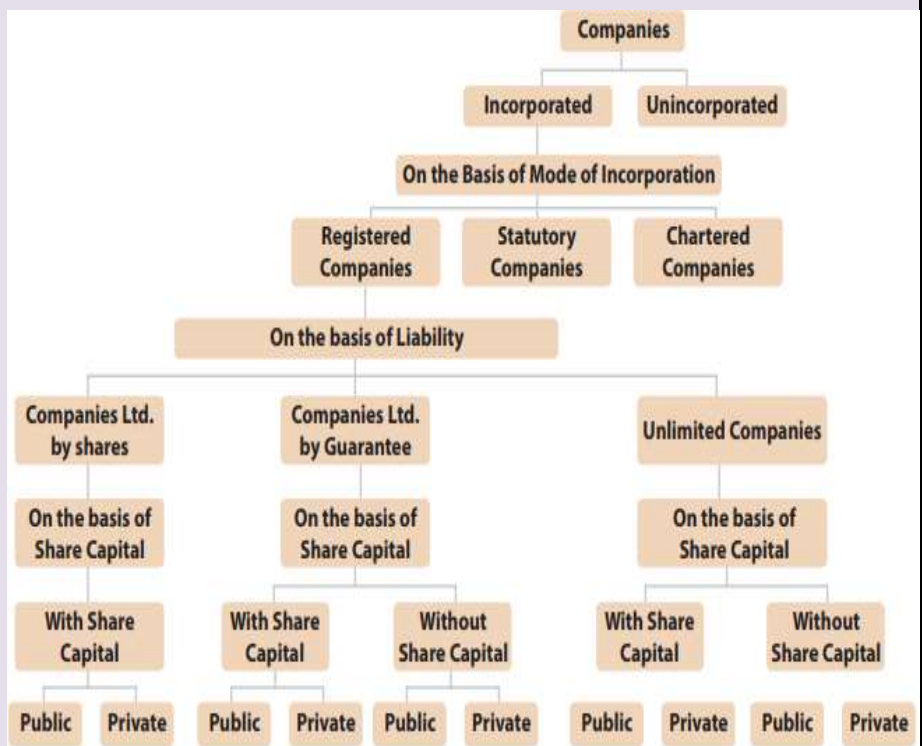 Companies
Incorporated
Unincorporated
On the Basis of Mode of Incorporation
Registered
Companies
Statutory
Companies
Chartered
Companies
On the basis of Liability
Companies Ltd.
by shares
Companies Ltd.
by Guarantee
Unlimited Companies
On the basis of
Share Capital
On the basis of
Share Capital
On the basis of
Share Capital
With Share
Capital
With Share
Capital
Without
Share Capital
With Share
Capital
Without
Share Capital
Public
Private
Public
Private
Public
Private
Public
Private
Public
Private